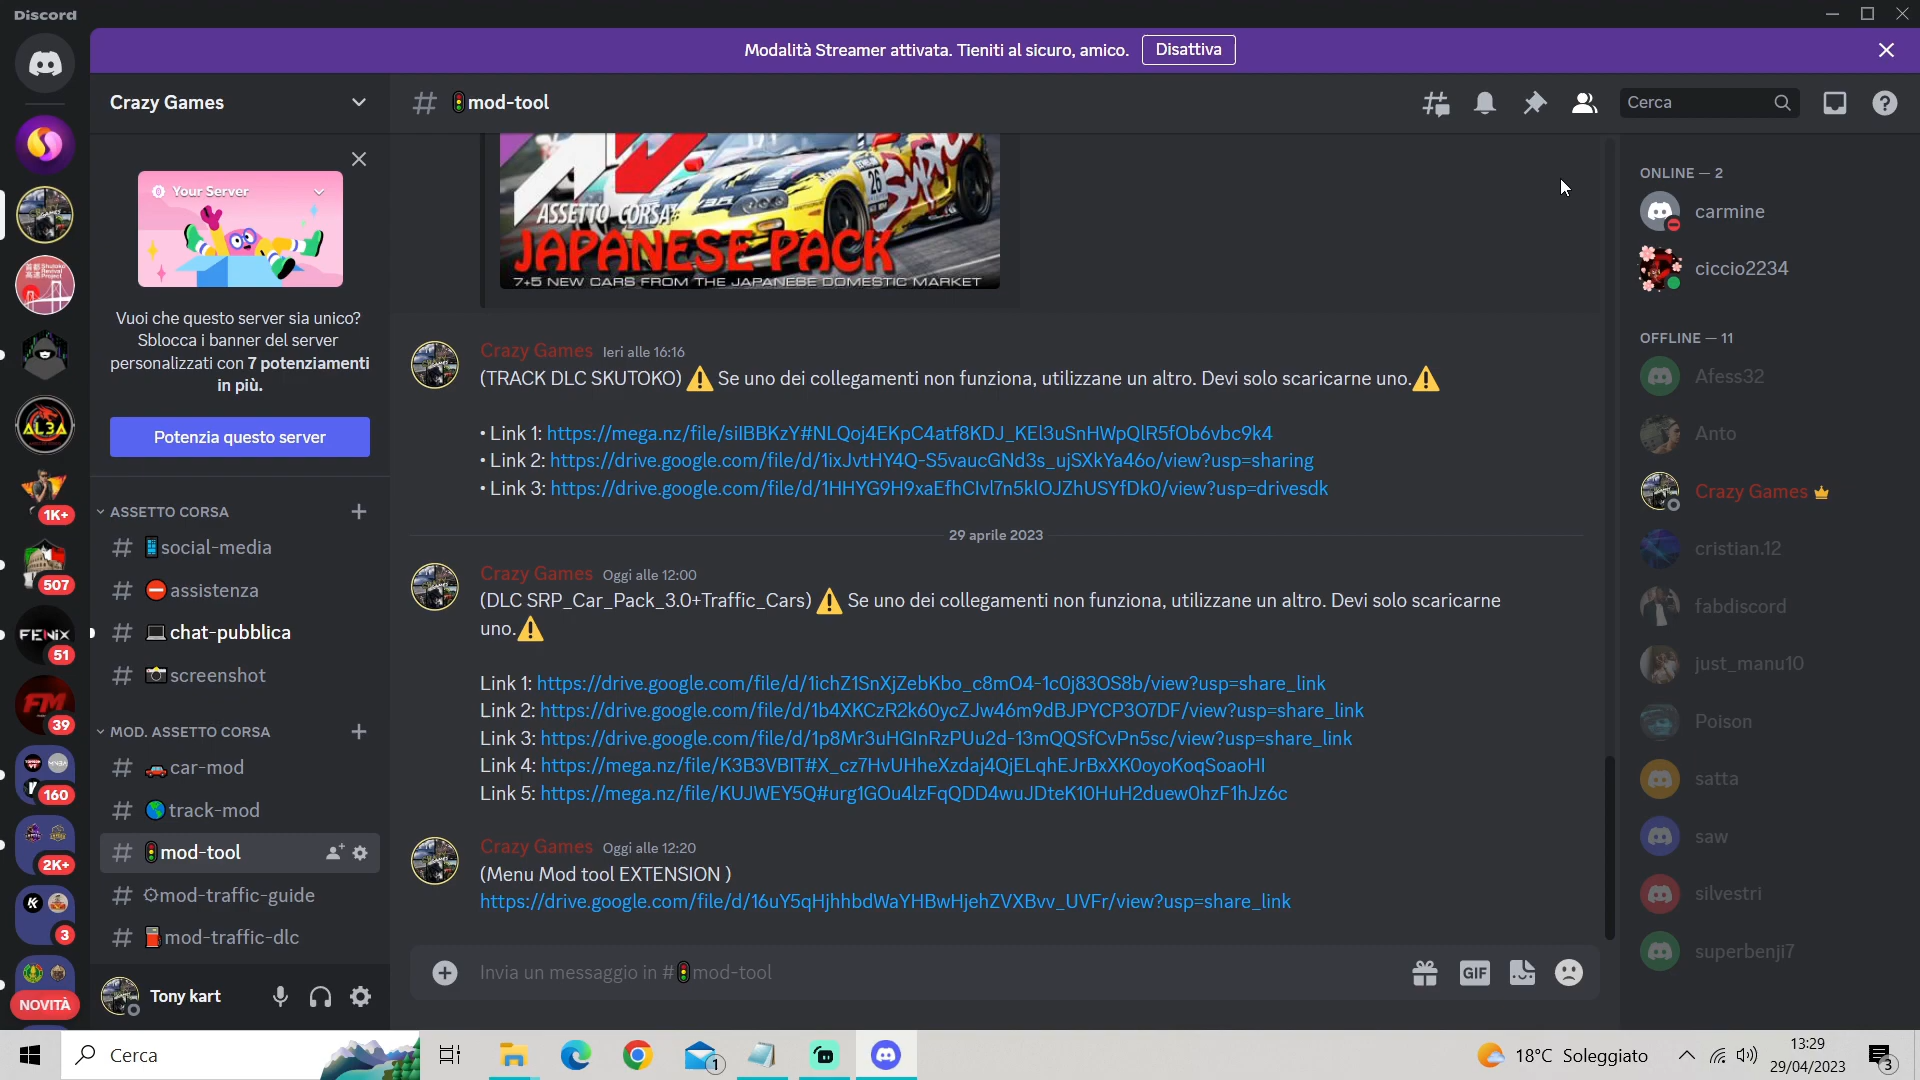 Discord
Modalità Streamer attivata. Tieniti al sicuro, amico. Disattiva
Crazy Games
mod-tool
Cerca
Your Server
Vuoi che questo server sia unico?
Sblocca i banner del server
personalizzati con 7 potenziamenti
in più.
Potenzia questo server
ASSETTO CORSA
social-media
assistenza
chat-pubblica
screenshot
MOD. ASSETTO CORSA
car-mod
track-mod
mod-tool
mod-traffic-guide
mod-traffic-dlc
Tony kart
AL3A
1K+
507
FENIX
51
FM
39
160
2K+
K
3
NOVITÀ
ASSETTO CORSA
JAPANESE PACK
7+5 NEW CARS FROM THE JAPANESE DOMESTIC MARKET
26
Crazy Games Ieri alle 16:16
(TRACK DLC SKUTOKO) ⚠️ Se uno dei collegamenti non funziona, utilizzane un altro. Devi solo scaricarne uno.⚠️
• Link 1: https://mega.nz/file/silBBKzY#NLQoj4EKpC4atf8KDJ_KEl3uSnHWpQlR5fOb6vbc9k4
• Link 2: https://drive.google.com/file/d/1ixJvtHY4Q-S5vaucGNd3s_ujSXkYa46o/view?usp=sharing
• Link 3: https://drive.google.com/file/d/1HHYG9H9xaEfhClvl7n5klOJZhUSYfDk0/view?usp=drivesdk
29 aprile 2023
Crazy Games Oggi alle 12:00
(DLC SRP_Car_Pack_3.0+Traffic_Cars) ⚠️ Se uno dei collegamenti non funziona, utilizzane un altro. Devi solo scaricarne
uno.⚠️
Link 1: https://drive.google.com/file/d/1ichZ1SnXjZebKbo_c8mO4-1c0j83OS8b/view?usp=share_link
Link 2: https://drive.google.com/file/d/1b4XKCzR2k60ycZJw46m9dBJPYCP3O7DF/view?usp=share_link
Link 3: https://drive.google.com/file/d/1p8Mr3uHGInRzPUu2d-13mQQSfCvPn5sc/view?usp=share_link
Link 4: https://mega.nz/file/K3B3VBIT#X_cz7HvUHheXzdaj4QjELqhEJrBxXK0oyoKoqSoaoHI
Link 5: https://mega.nz/file/KUJWEY5Q#urg1GOu4lzFqQDD4wuJDteK10HuH2duew0hzF1hJz6c
Crazy Games Oggi alle 12:20
(Menu Mod tool EXTENSION )
https://drive.google.com/file/d/16uY5qHjhhbdWaYHBwHjehZVXBvv_UVFr/view?usp=share_link
Invia un messaggio in #🚦mod-tool
GIF
ONLINE — 2
carmine
ciccio2234
OFFLINE — 11
Afess32
Anto
Crazy Games
cristian.12
fabdiscord
just_manu10
Poison
satta
saw
silvestri
superbenji7
Cerca
1
18°C Soleggiato
13:29
29/04/2023
3